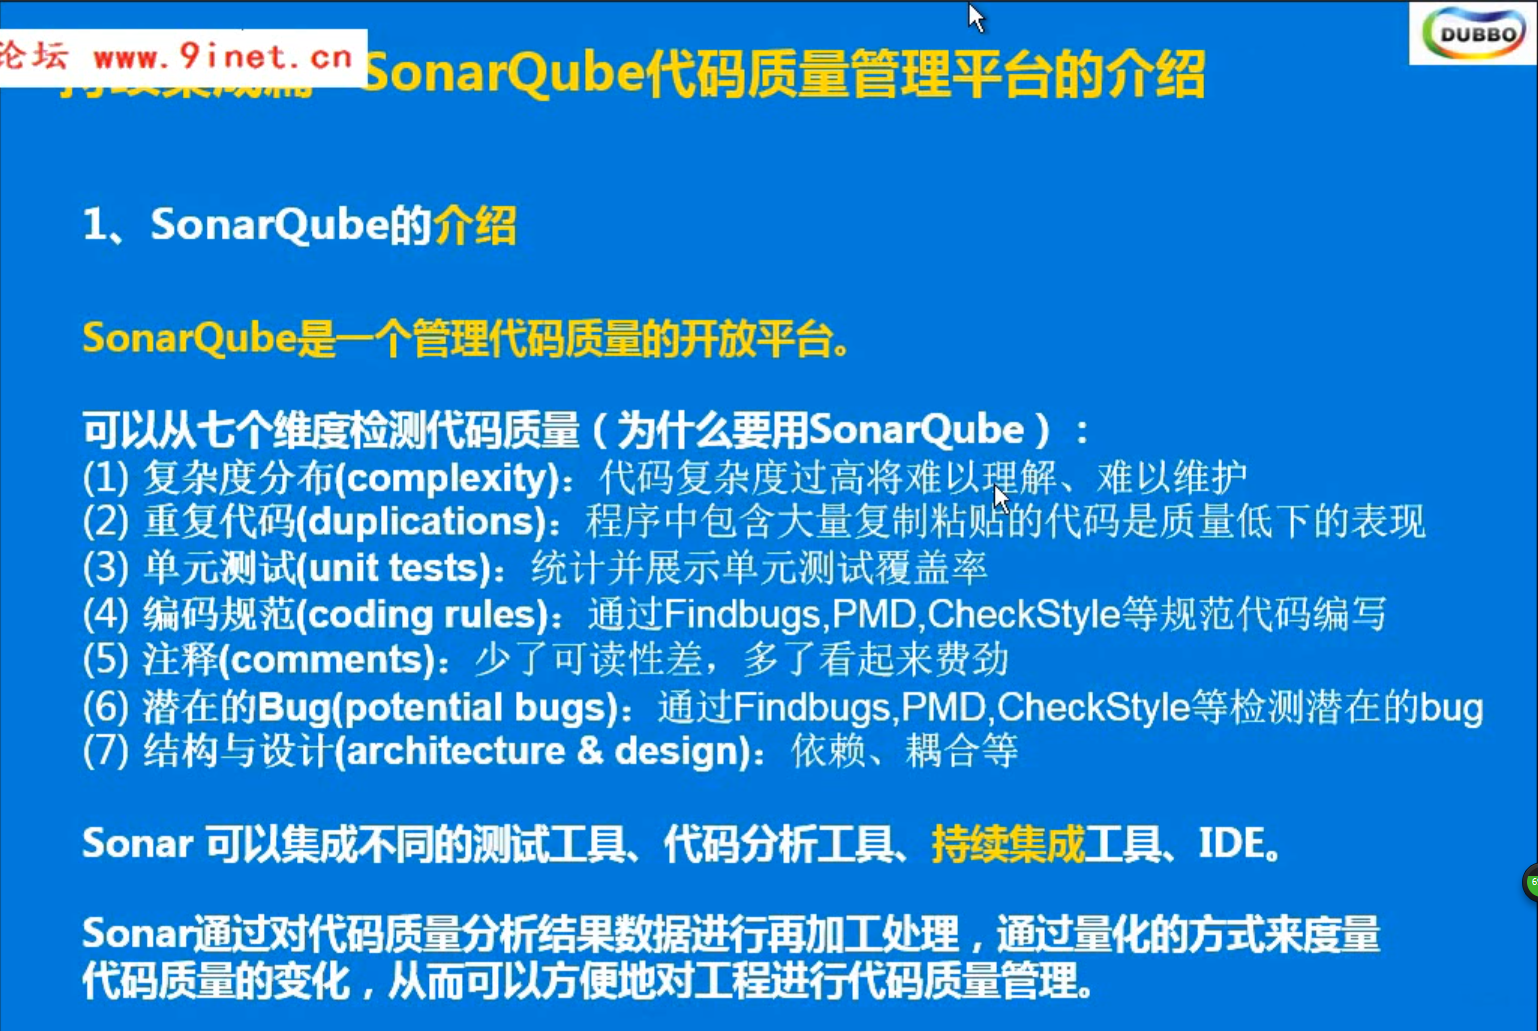 论坛 www.9inet.cn
DUBBO
持续集成篇--SonarQube代码质量管理平台的介绍
1、SonarQube的介绍
SonarQube是一个管理代码质量的开放平台。
可以从七个维度检测代码质量（为什么要用SonarQube）：
(1) 复杂度分布(complexity)：代码复杂度过高将难以理解、难以维护
(2) 重复代码(duplications)：程序中包含大量复制粘贴的代码是质量低下的表现
(3) 单元测试(unit tests)：统计并展示单元测试覆盖率
(4) 编码规范(coding rules)：通过Findbugs,PMD,CheckStyle等规范代码编写
(5) 注释(comments)：少了可读性差，多了看起来费劲
(6) 潜在的Bug(potential bugs)：通过Findbugs,PMD,CheckStyle等检测潜在的bug
(7) 结构与设计(architecture & design)：依赖、耦合等
Sonar 可以集成不同的测试工具、代码分析工具、持续集成工具、IDE。
Sonar通过对代码质量分析结果数据进行再加工处理，通过量化的方式来度量
代码质量的变化，从而可以方便地对工程进行代码质量管理。